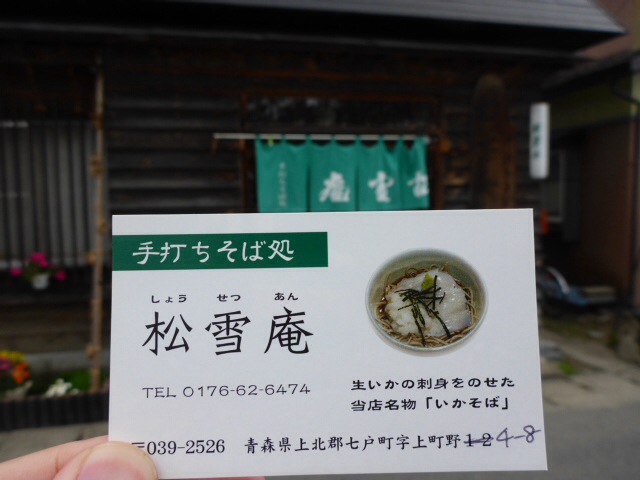 手打ちそば処
しょう せつ あん
松雪庵
TEL 0176-62-6474
生いかの刺身をのせた
当店名物「いかそば」
〒039-2526 青森県上北郡七戸町字上町野12 4-8
松雪庵